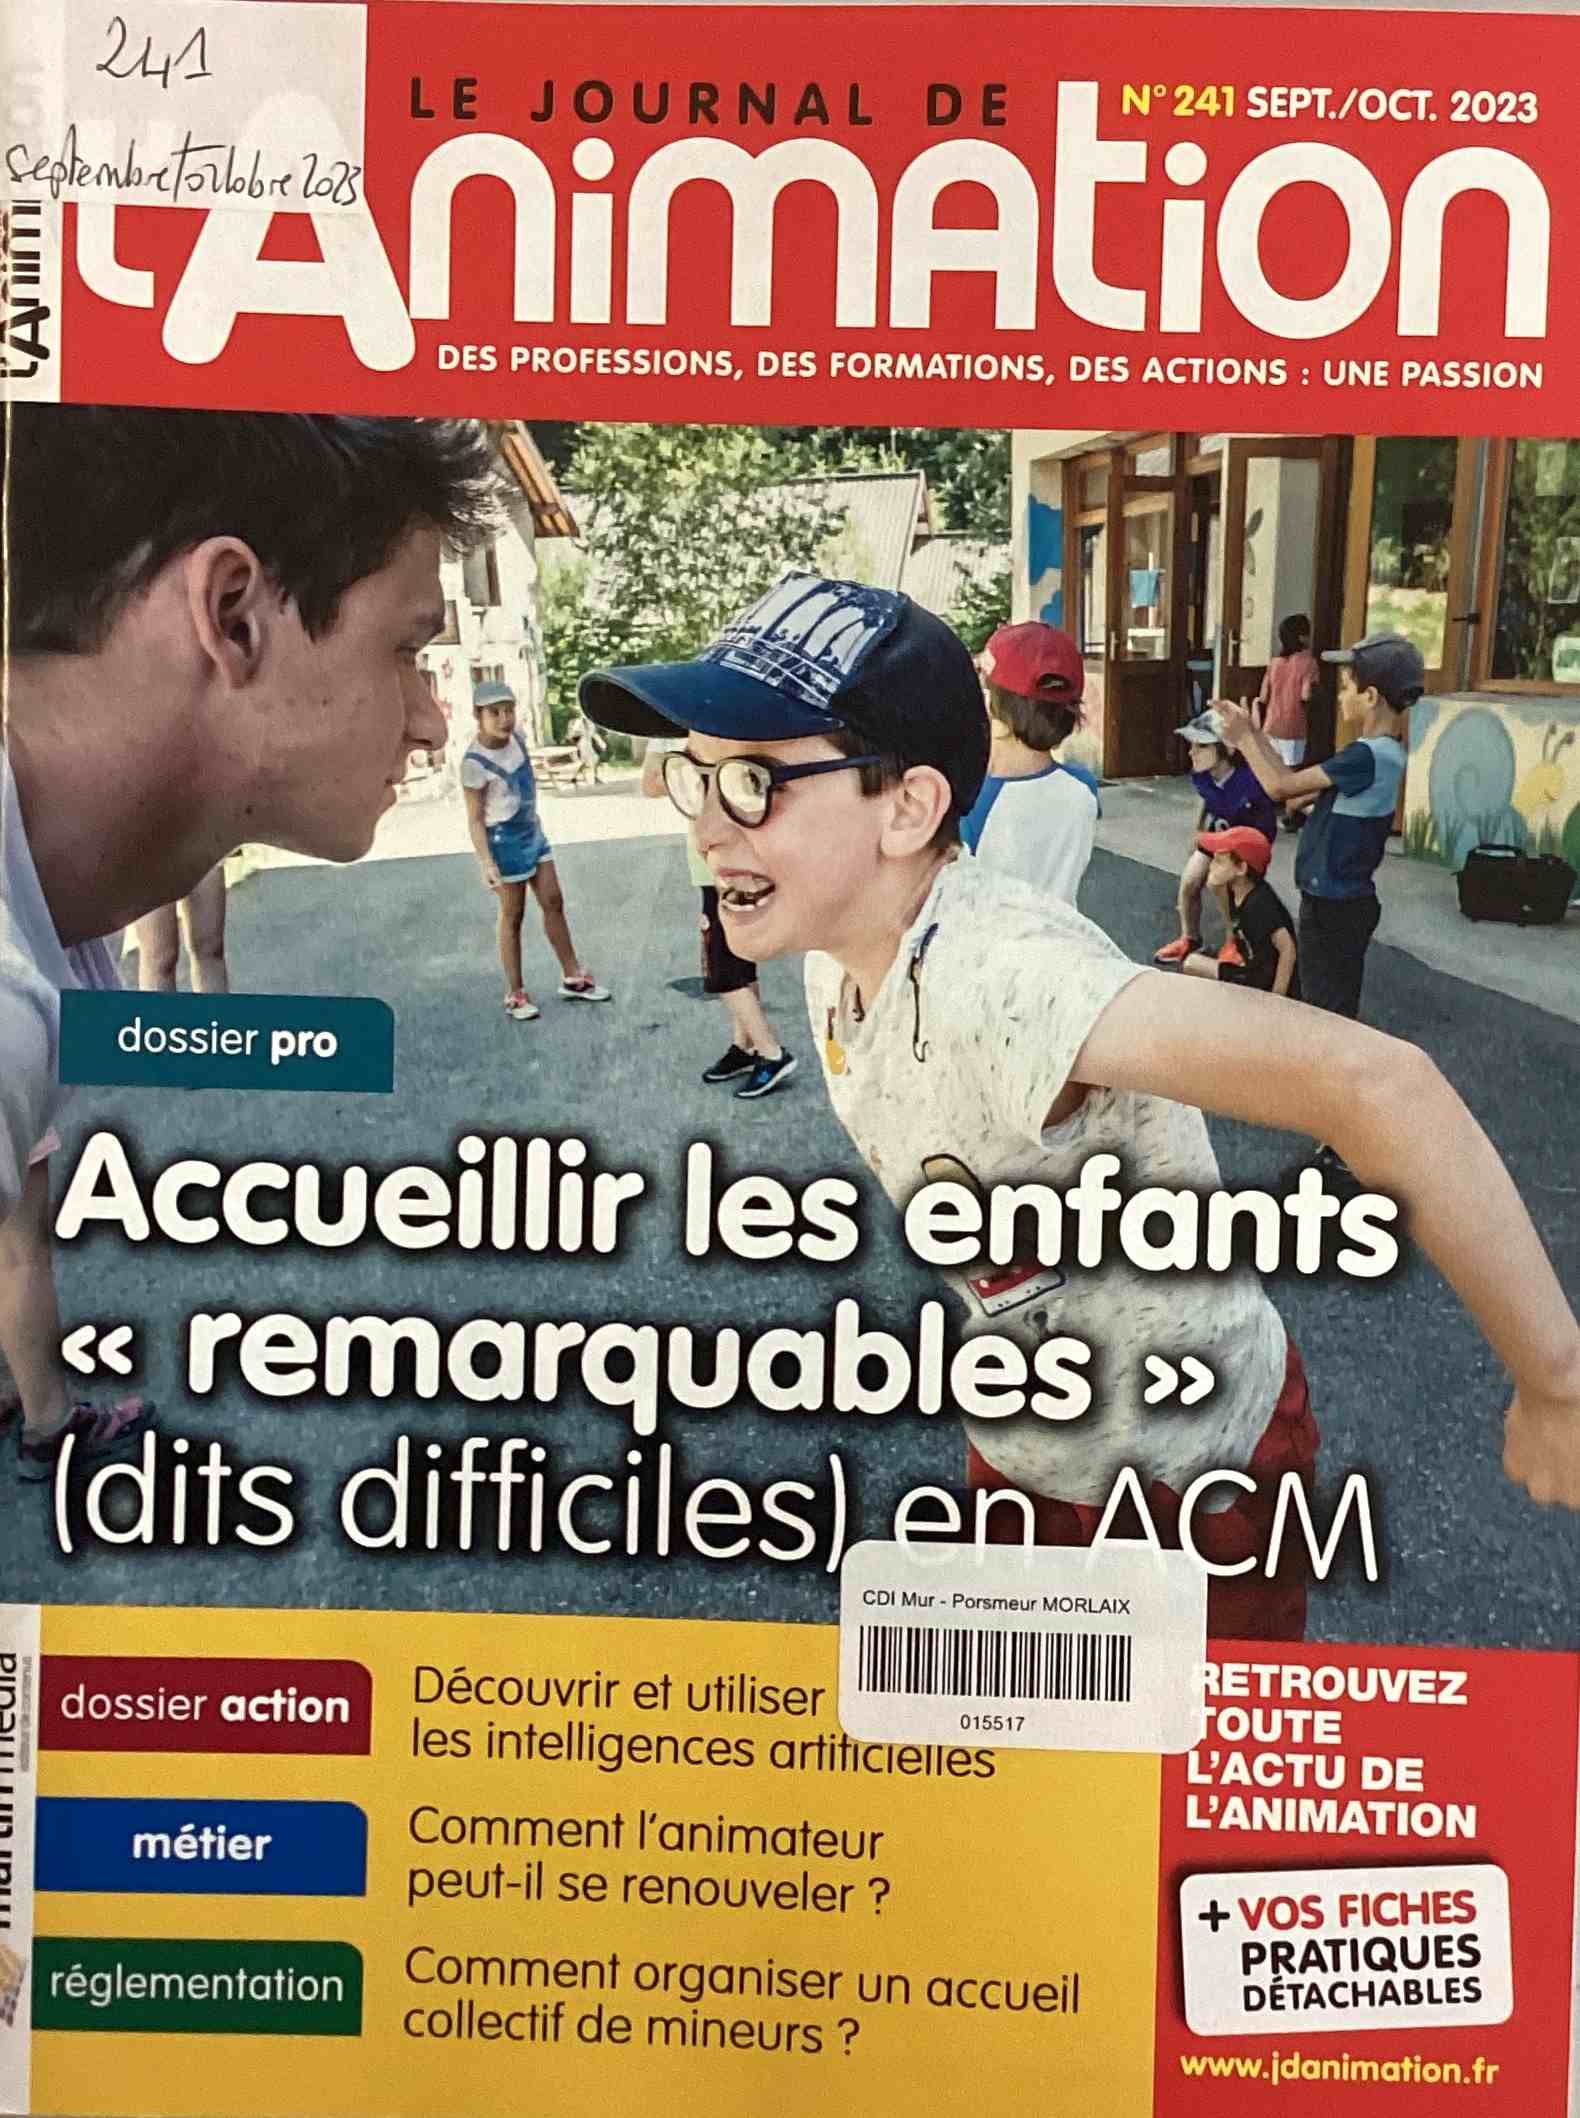 241
septembre/octobre 2023
LE JOURNAL DE
N° 241 SEPT./OCT. 2023
L'Animation
DES PROFESSIONS, DES FORMATIONS, DES ACTIONS : UNE PASSION
dossier pro
Accueillir les enfants
« remarquables »
(dits difficiles) en ACM
CDI Mur - Porsmeur MORLAIX
015517
dossier action
Découvrir et utiliser
les intelligences artificielles
métier
Comment l'animateur
peut-il se renouveler ?
réglementation
Comment organiser un accueil
collectif de mineurs ?
RETROUVEZ
TOUTE
L'ACTU DE
L'ANIMATION
+ VOS FICHES
PRATIQUES
DÉTACHABLES
www.jdanimation.fr